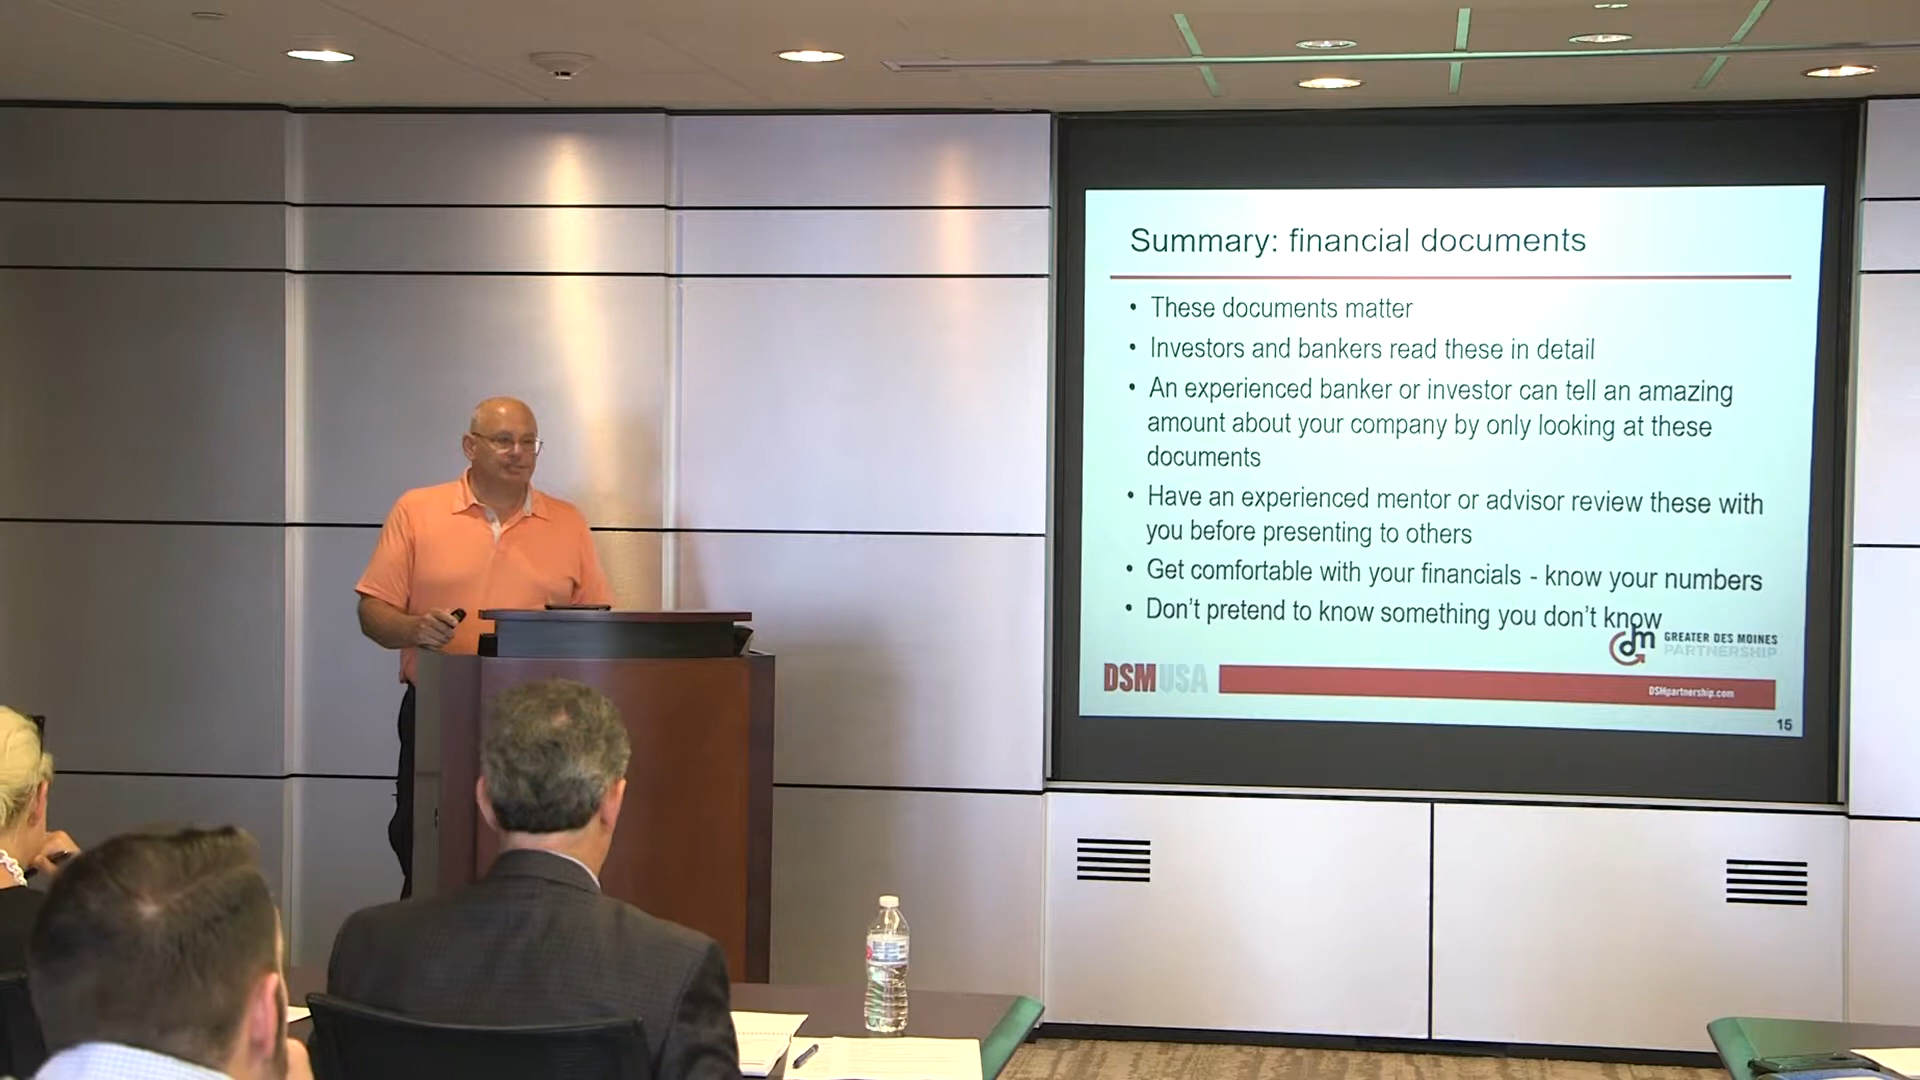 Summary: financial documents
• These documents matter
• Investors and bankers read these in detail
• An experienced banker or investor can tell an amazing
amount about your company by only looking at these
documents
• Have an experienced mentor or advisor review these with
you before presenting to others
• Get comfortable with your financials - know your numbers
• Don't pretend to know something you don't know
dm GREATER DES MOINES
PARTNERSHIP
DSM USA
DSMpartnership.com
15